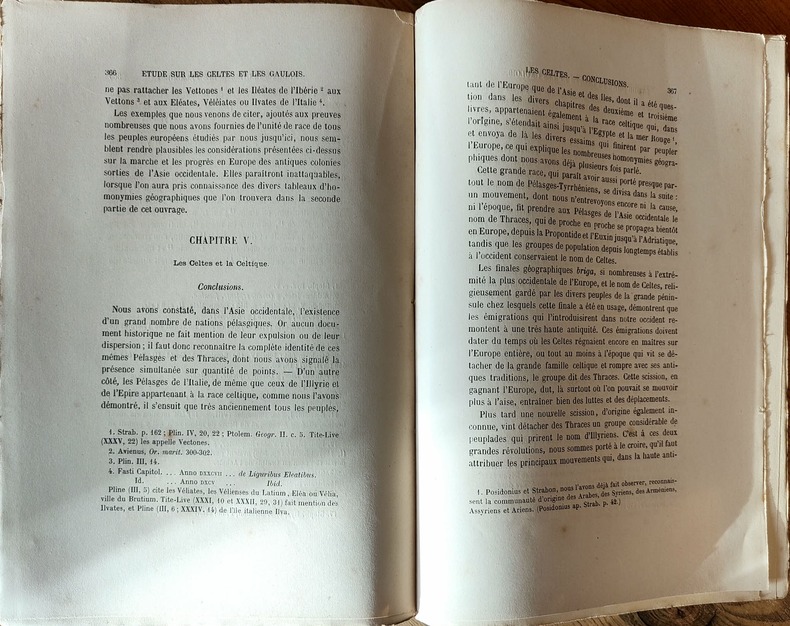 366 ETUDE SUR LES CELTES ET LES GAULOIS.
ne pas rattacher les Vettones ¹ et les Iléates de l'Ibérie ² aux
Vettons ³ et aux Eléates, Véléiates ou Ilvates de l'Italie ⁴.
Les exemples que nous venons de citer, ajoutés aux preuves
nombreuses que nous avons fournies de l'unité de race de tous
les peuples européens étudiés par nous jusqu'ici, nous sem-
blent rendre plausibles les considérations présentées ci-dessus
sur la marche et les progrès en Europe des antiques colonies
sorties de l'Asie occidentale. Elles paraîtront inattaquables,
lorsque l'on aura pris connaissance des divers tableaux d'ho-
monymies géographiques que l'on trouvera dans la seconde
partie de cet ouvrage.
CHAPITRE V.
Les Celtes et la Celtique.
Conclusions.
Nous avons constaté, dans l'Asie occidentale, l'existence
d'un grand nombre de nations pélasgiques. Or aucun docu-
ment historique ne fait mention de leur expulsion ou de leur
dispersion ; il faut donc reconnaître la complète identité de ces
mêmes Pélasges et des Thraces, dont nous avons signalé la
présence simultanée sur quantité de points. — D'un autre
côté, les Pélasges de l'Italie, de même que ceux de l'Illyrie et
de l'Epire appartenant à la race celtique, comme nous l'avons
démontré, il s'ensuit que très anciennement tous les peuples,
1. Strab. p. 162 ; Plin. IV, 20, 22 ; Ptolem. Geogr. II. c. 5. Tite-Live
(XXXV, 22) les appelle Vectones.
2. Avienus, Or. marit. 300-302.
3. Plin. III, 14.
4. Fasti Capitol. ... Anno DXCVII ... de Liguribus Eleatibus.
Id. ... Anno DXCV ... Ibid.
Pline (III, 5) cite les Véliates, les Vélienses du Latium, Eléa ou Vélia,
ville du Brutium. Tite-Live (XXXI, 10 et XXXII, 29, 31) fait mention des
Ilvates, et Pline (III, 6 ; XXXIV, 14) de l'île italienne Ilva.
LES CELTES. — CONCLUSIONS. 367
tant de l'Europe que de l'Asie et des îles, dont il a été ques-
tion dans les divers chapitres des deuxième et troisième
livres, appartenaient également à la race celtique qui, dans
l'origine, s'étendait ainsi jusqu'à l'Egypte et la mer Rouge ¹,
et envoya de là les divers essaims qui finirent par peupler
l'Europe, ce qui explique les nombreuses homonymies géogra-
phiques dont nous avons déjà plusieurs fois parlé.
Cette grande race, qui paraît avoir aussi porté presque par-
tout le nom de Pélasges-Tyrrhéniens, se divisa dans la suite :
un mouvement, dont nous n'entrevoyons encore ni la cause,
ni l'époque, fit prendre aux Pélasges de l'Asie occidentale le
nom de Thraces, qui de proche en proche se propagea bientôt
en Europe, depuis la Propontide et l'Euxin jusqu'à l'Adriatique,
tandis que les groupes de population depuis longtemps établis
à l'occident conservaient le nom de Celtes.
Les finales géographiques briga, si nombreuses à l'extré-
mité la plus occidentale de l'Europe, et le nom de Celtes, reli-
gieusement gardé par les divers peuples de la grande pénin-
sule chez lesquels cette finale a été en usage, démontrent que
les émigrations qui l'introduisirent dans notre occident re-
montent à une très haute antiquité. Ces émigrations doivent
dater du temps où les Celtes régnaient encore en maîtres sur
l'Europe entière, ou tout au moins à l'époque qui vit se dé-
tacher de la grande famille celtique et rompre avec ses anti-
ques traditions, le groupe dit des Thraces. Cette scission, en
gagnant l'Europe, dut, là surtout où l'on pouvait se mouvoir
plus à l'aise, entraîner bien des luttes et des déplacements.
Plus tard une nouvelle scission, d'origine également in-
connue, vint détacher des Thraces un groupe considérable de
peuplades qui prirent le nom d'Illyriens. C'est à ces deux
grandes révolutions, nous sommes porté à le croire, qu'il faut
attribuer les principaux mouvements qui, dans la haute anti-
1. Posidonius et Strabon, nous l'avons déjà fait observer, reconnais-
sent la communauté d'origine des Arabes, des Syriens, des Arméniens,
Assyriens et Ariens. (Posidonius ap. Strab. p. 42.)